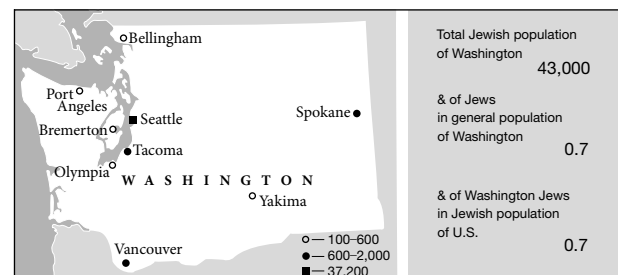 Bellingham
Port
Angeles
Seattle
Bremerton
Spokane
Tacoma
Olympia
WASHINGTON
Yakima
Vancouver
— 100–600
— 600–2,000
— 37,200
Total Jewish population
of Washington
43,000
& of Jews
in general population
of Washington
0.7
& of Washington Jews
in Jewish population
of U.S.
0.7